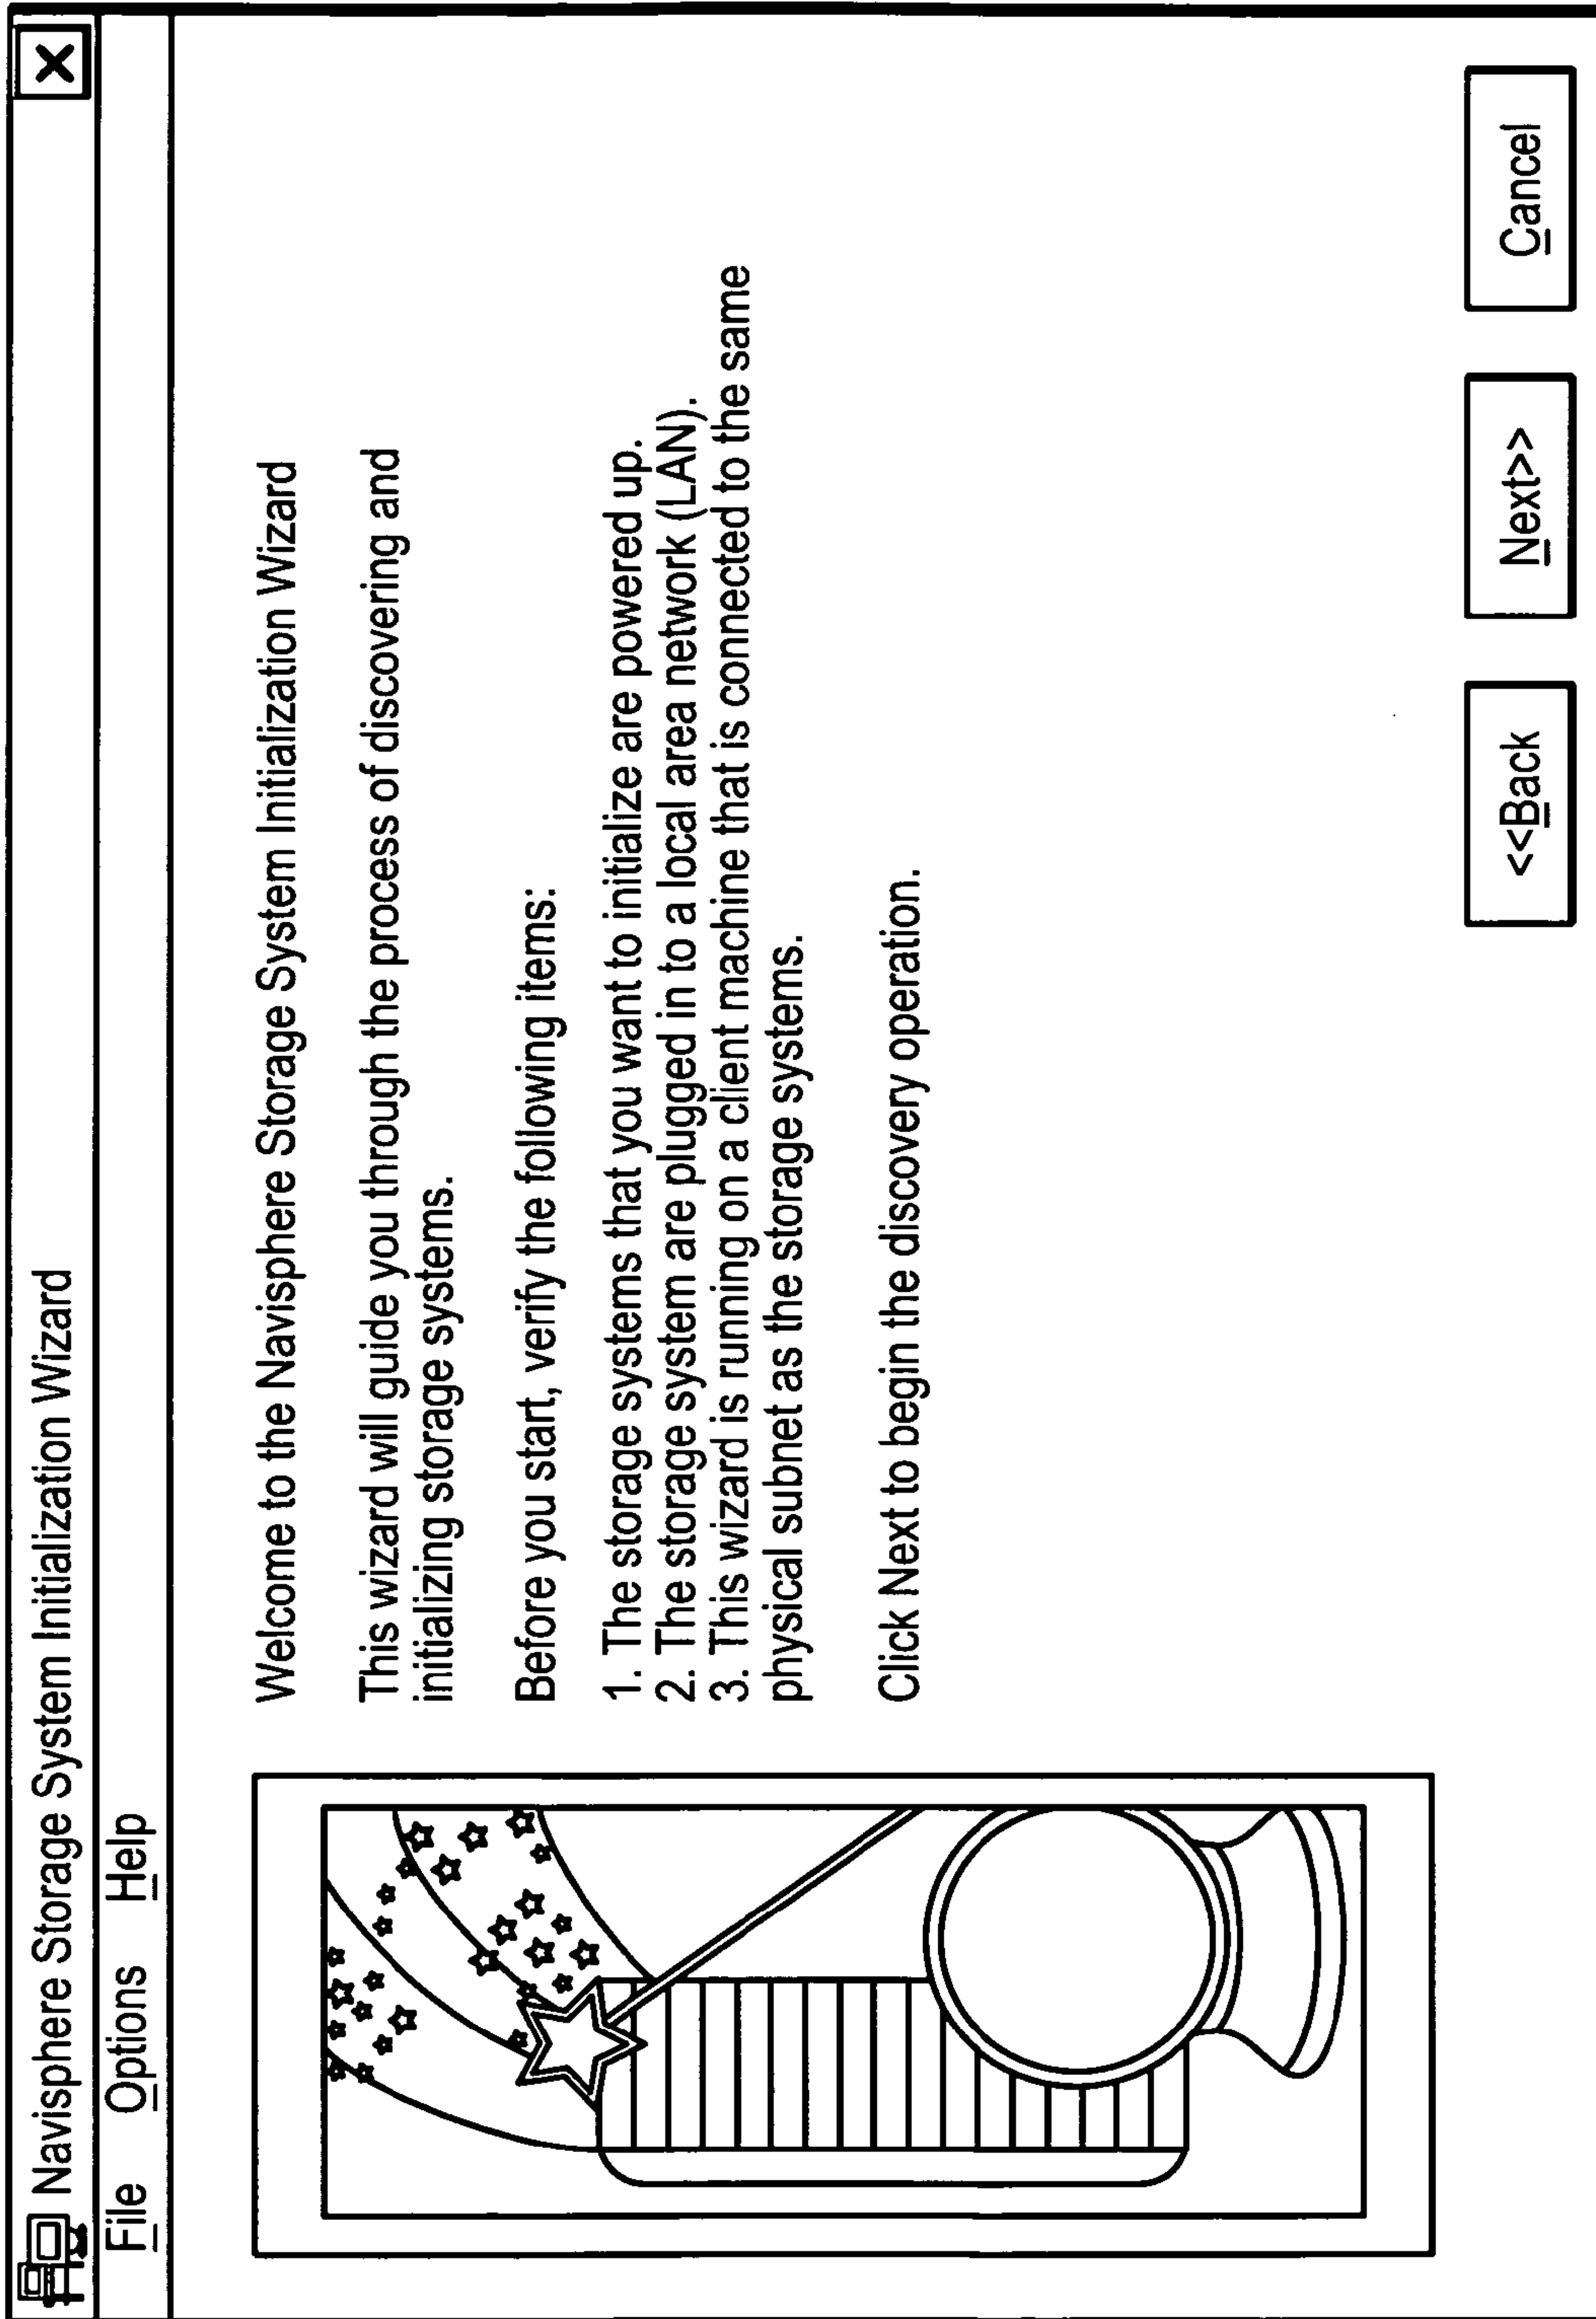 Navisphere Storage System Initialization Wizard
File Options Help
Welcome to the Navisphere Storage System Initialization Wizard
This wizard will guide you through the process of discovering and
initializing storage systems.
Before you start, verify the following items:
1. The storage systems that you want to initialize are powered up.
2. The storage system are plugged in to a local area network (LAN).
3. This wizard is running on a client machine that is connected to the same
physical subnet as the storage systems.
Click Next to begin the discovery operation.
<<Back Next>> Cancel